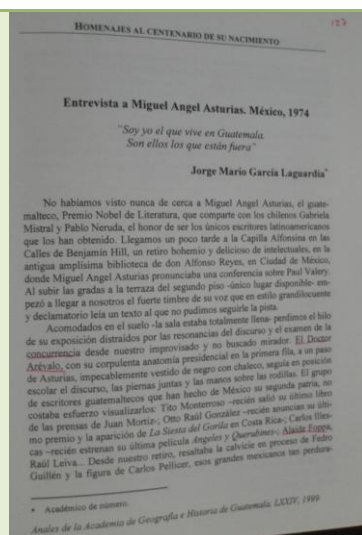 HOMENAJES AL CENTENARIO DE SU NACIMIENTO
127
Entrevista a Miguel Angel Asturias. México, 1974
"Soy yo el que vive en Guatemala.
Son ellos los que están fuera"
Jorge Mario García Laguardia*
No habíamos visto nunca de cerca a Miguel Angel Asturias, el guate-
malteco, Premio Nobel de Literatura, que comparte con los chilenos Gabriela
Mistral y Pablo Neruda, el honor de ser los únicos escritores latinoamericanos
que los han obtenido. Llegamos un poco tarde a la Capilla Alfonsina en las
Calles de Benjamín Hill, un retiro bohemio y delicioso de intelectuales, en la
antigua amplísima biblioteca de don Alfonso Reyes, en Ciudad de México,
donde Miguel Angel Asturias pronunciaba una conferencia sobre Paul Valery.
Al subir las gradas a la terraza del segundo piso -único lugar disponible- em-
pezó a llegar a nosotros el fuerte timbre de su voz que en estilo grandilocuente
y declamatorio leía un texto al que no pudimos seguirle la pista.
Acomodados en el suelo -la sala estaba totalmente llena- perdimos el hilo
de su exposición distraídos por las resonancias del discurso y el examen de la
concurrencia desde nuestro improvisado y no buscado mirador. El Doctor
Arévalo, con su corpulenta anatomía presidencial en la primera fila, a un paso
de Asturias, impecablemente vestido de negro con chaleco, seguía en posición
escolar el discurso, las piernas juntas y las manos sobre las rodillas. El grupo
de escritores guatemaltecos que han hecho de México su segunda patria, no
costaba esfuerzo visualizarlos: Tito Monterroso -recién salió su último libro
de las prensas de Juan Mortiz-; Otto Raúl González -recién anuncian su últi-
mo premio y la aparición de La Siesta del Gorila en Costa Rica-; Carlos Illes-
cas -recién estrenan su última película Angeles y Querubines-; Alaide Foppa,
Raúl Leiva... Desde nuestro retiro, resaltaba la calvicie en proceso de Fedro
Guillén y la figura de Carlos Pellicer, esos grandes mexicanos tan perdura-
* Académico de número.
Anales de la Academia de Geografía e Historia de Guatemala, LXXIV, 1999